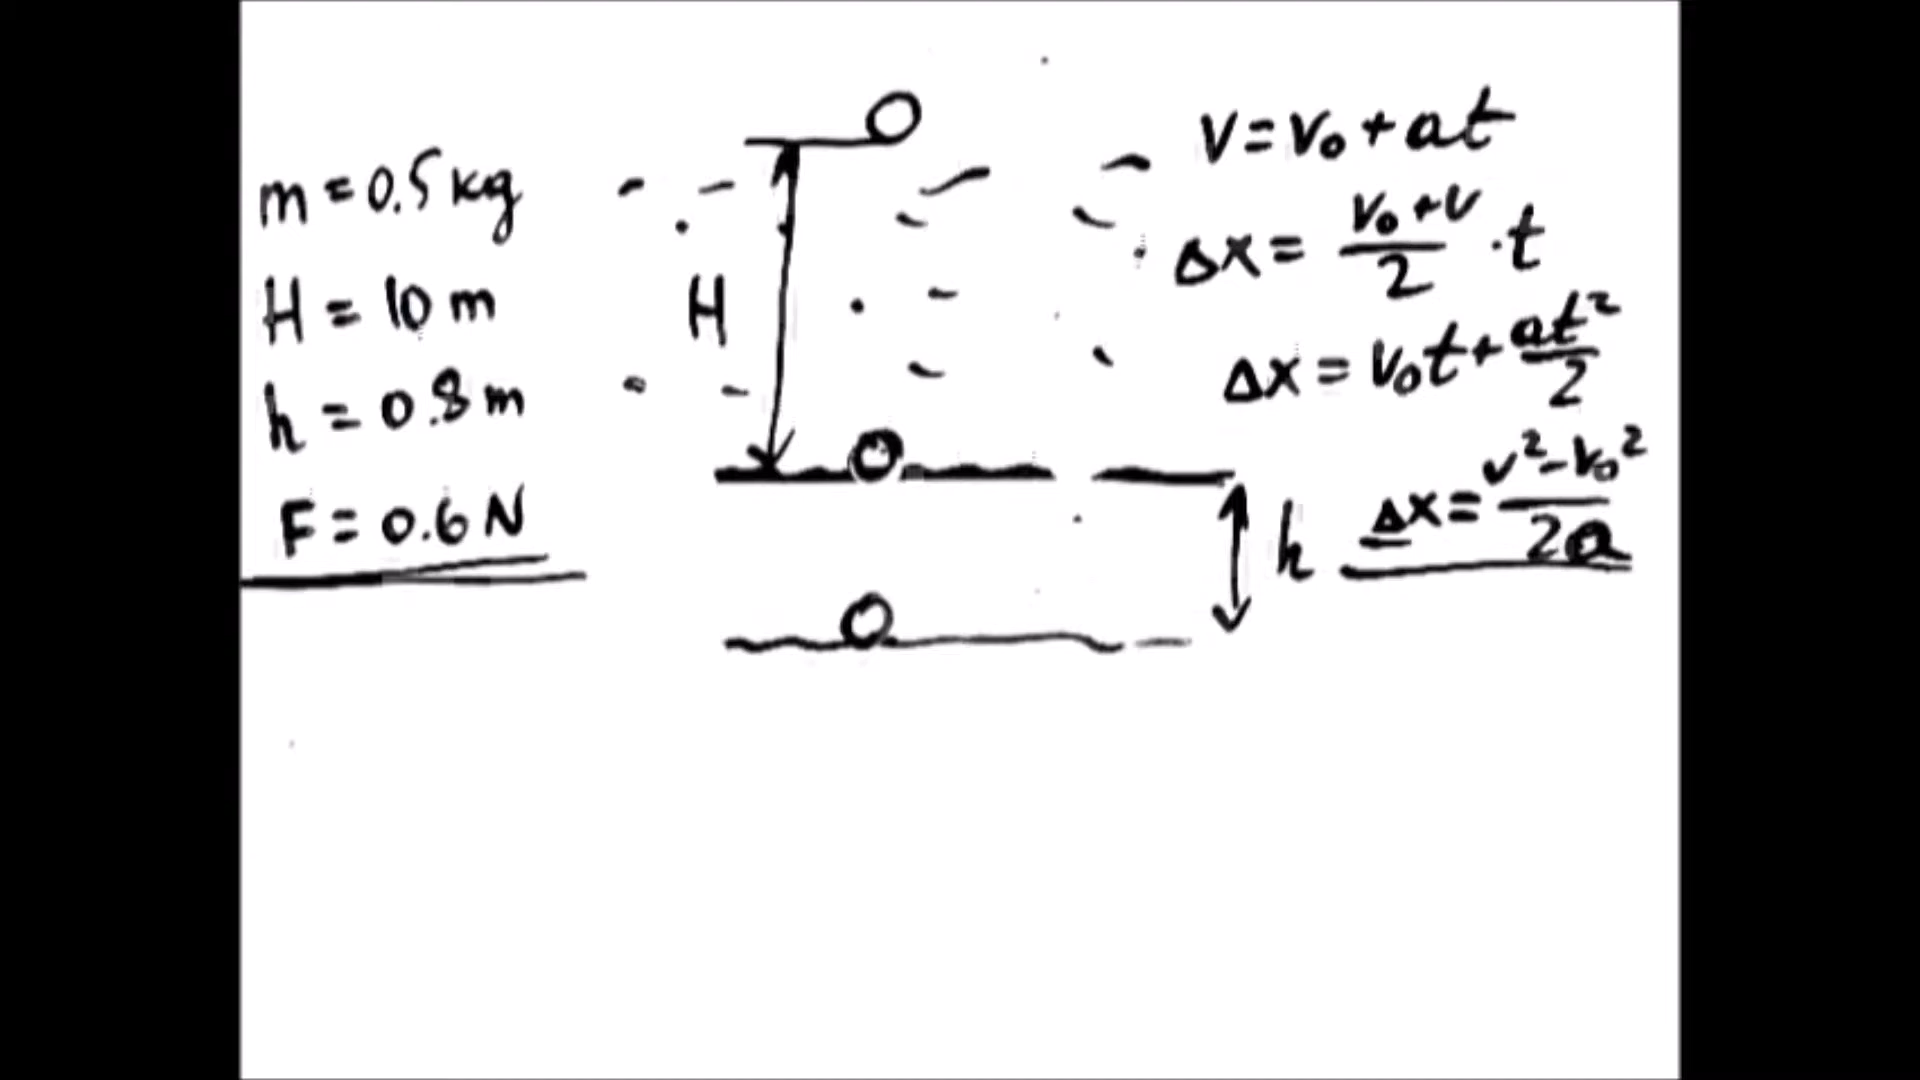 m = 0.5 kg
H = 10 m
h = 0.8 m
F = 0.6 N
H
h
V = V₀ + at
Δx = (V₀ + V)/2 · t
Δx = V₀t + at²/2
Δx = (v² - V₀²)/2a